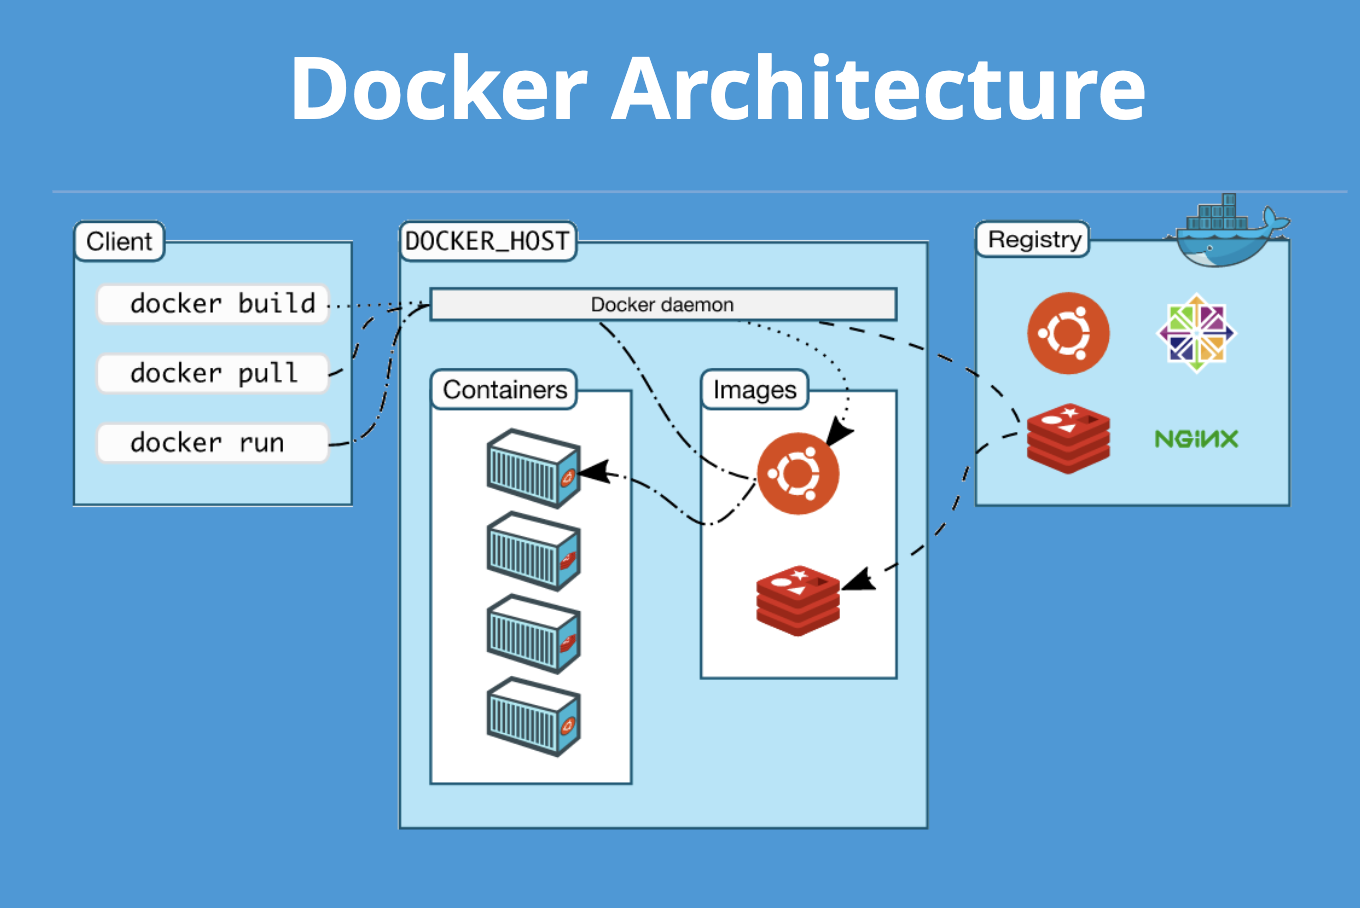 Docker Architecture
Client
docker build
docker pull
docker run
DOCKER_HOST
Docker daemon
Containers
Images
Registry
NGiNX